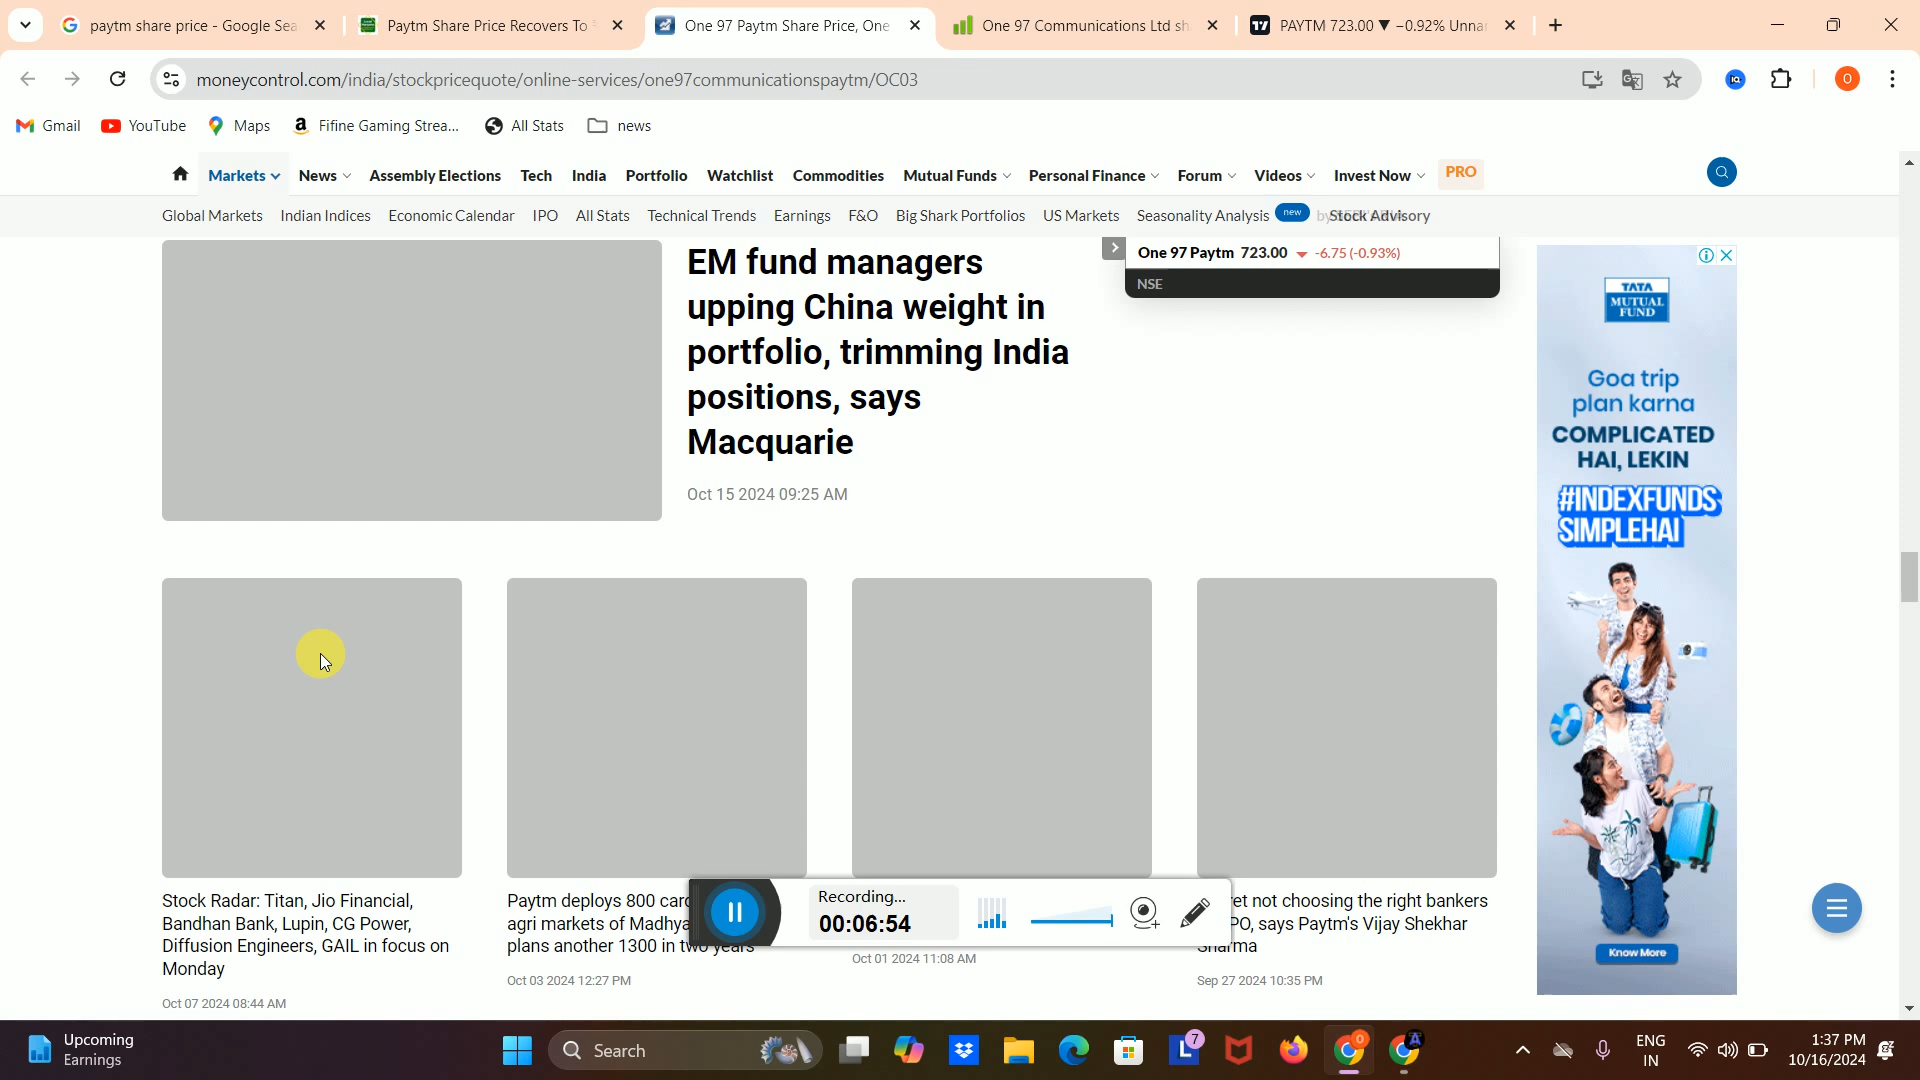 paytm share price - Google Sea
Paytm Share Price Recovers To
One 97 Paytm Share Price, One
One 97 Communications Ltd sh
PAYTM 723.00 ▼ −0.92% Unna
moneycontrol.com/india/stockpricequote/online-services/one97communicationspaytm/OC03
O
Gmail
YouTube
Maps
Fifine Gaming Strea...
All Stats
news
Markets
News
Assembly Elections
Tech
India
Portfolio
Watchlist
Commodities
Mutual Funds
Personal Finance
Forum
Videos
Invest Now
PRO
Global Markets
Indian Indices
Economic Calendar
IPO
All Stats
Technical Trends
Earnings
F&O
Big Shark Portfolios
US Markets
Seasonality Analysis
new
Stock Advisory
One 97 Paytm 723.00 -6.75 (-0.93%)
NSE
EM fund managers
upping China weight in
portfolio, trimming India
positions, says
Macquarie
Oct 15 2024 09:25 AM
TATA
MUTUAL
FUND
Goa trip
plan karna
COMPLICATED
HAI, LEKIN
#INDEXFUNDS
SIMPLEHAI
Know More
Stock Radar: Titan, Jio Financial,
Bandhan Bank, Lupin, CG Power,
Diffusion Engineers, GAIL in focus on
Monday
Oct 07 2024 08:44 AM
Paytm deploys 800 card
agri markets of Madhya
plans another 1300 in two years
Oct 03 2024 12:27 PM
Oct 01 2024 11:08 AM
not choosing the right bankers
says Paytm's Vijay Shekhar
Sharma
Sep 27 2024 10:35 PM
Recording...
00:06:54
Upcoming
Earnings
Search
7
ENG
IN
1:37 PM
10/16/2024